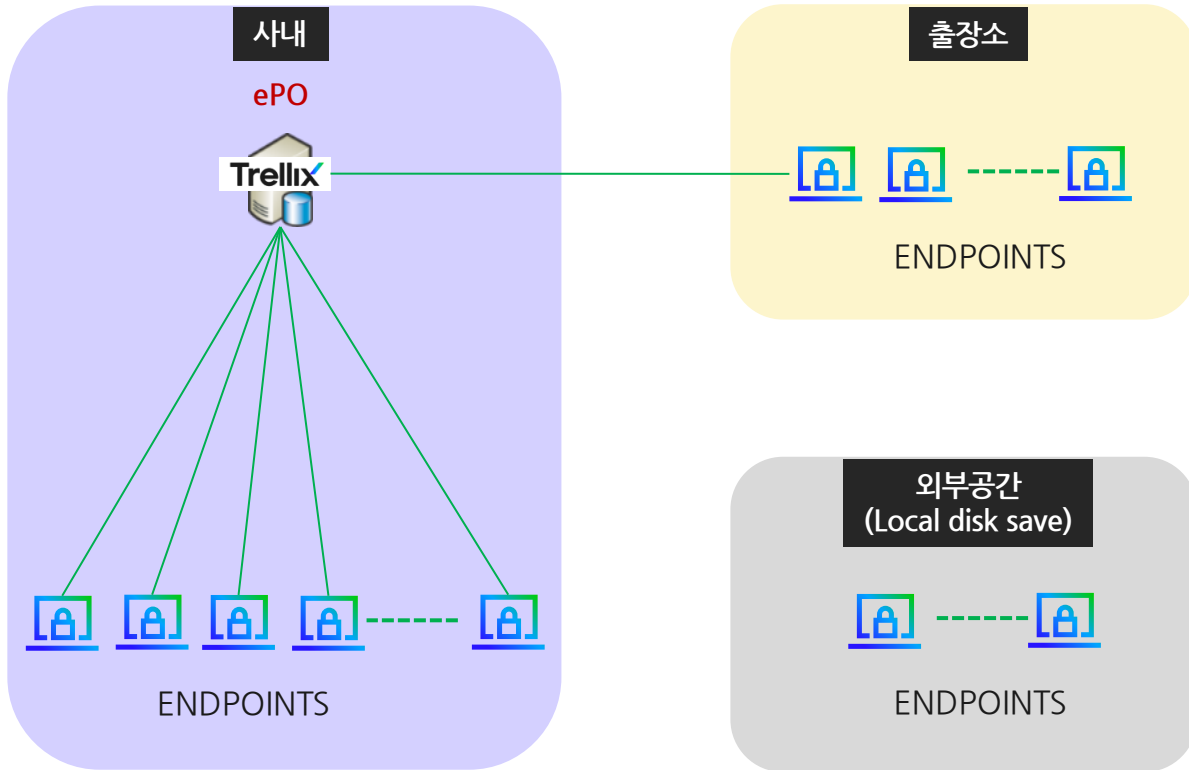 사내
ePO
Trellix
ENDPOINTS
출장소
ENDPOINTS
외부공간
(Local disk save)
ENDPOINTS